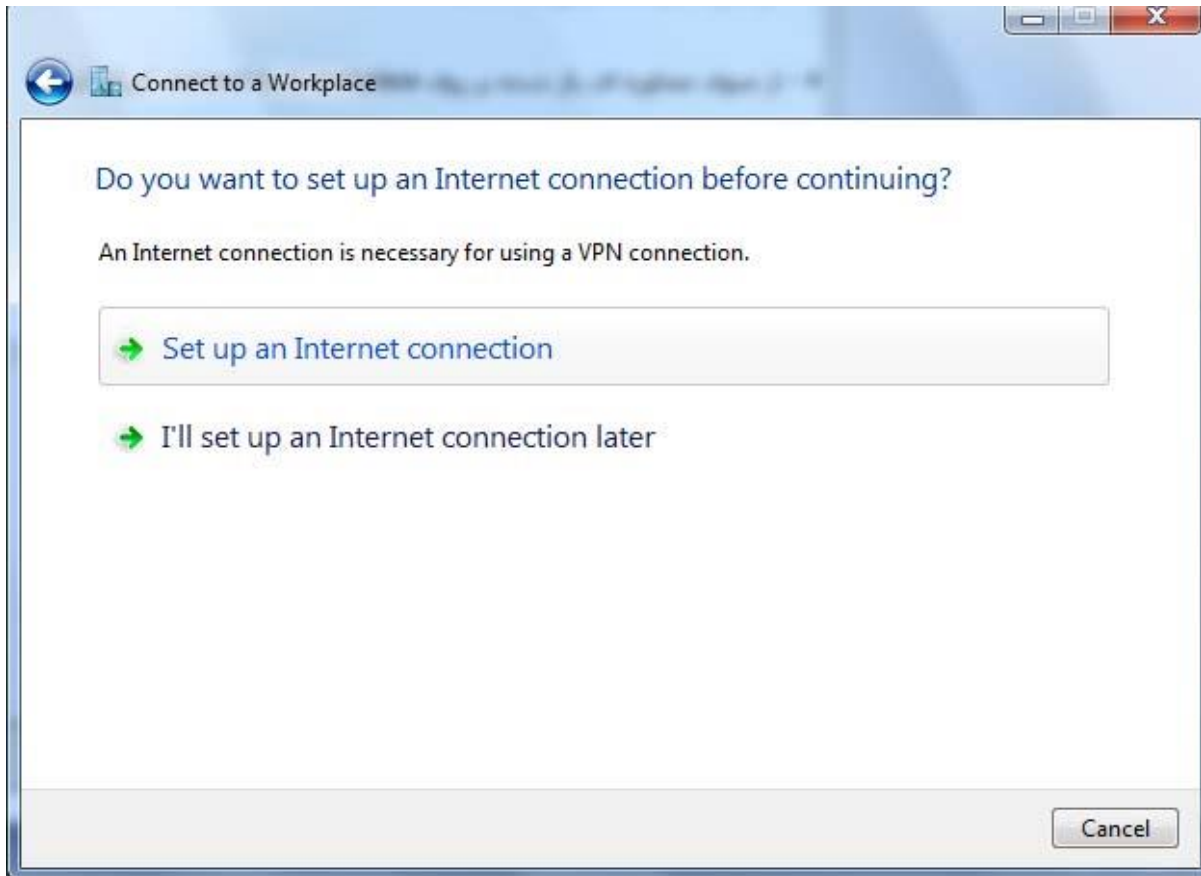 Connect to a Workplace
Do you want to set up an Internet connection before continuing?
An Internet connection is necessary for using a VPN connection.
Set up an Internet connection
I'll set up an Internet connection later
Cancel